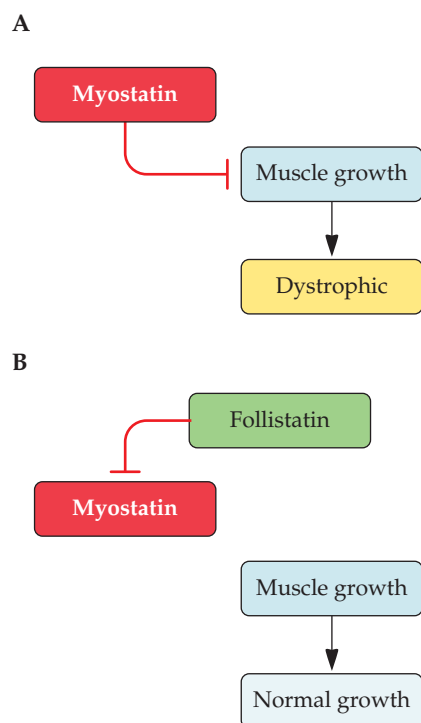 A
Myostatin
Muscle growth
Dystrophic
B
Follistatin
Myostatin
Muscle growth
Normal growth